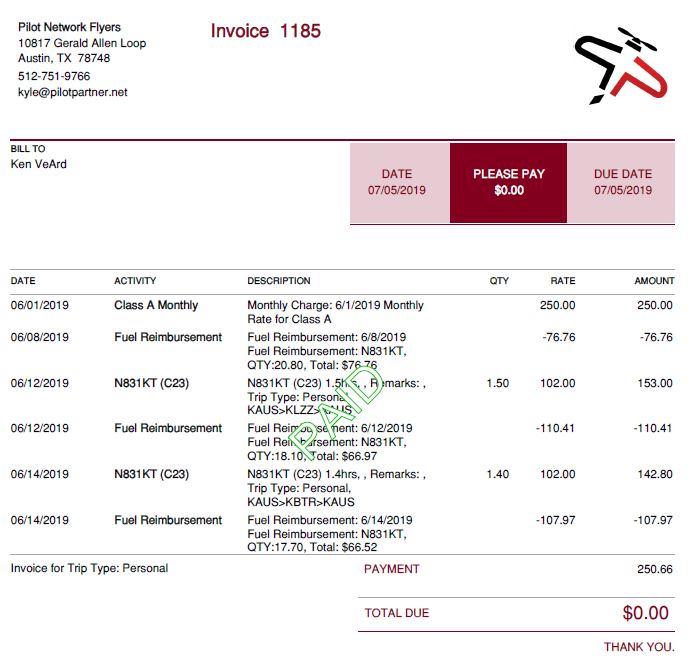 Pilot Network Flyers
10817 Gerald Allen Loop
Austin, TX 78748
512-751-9766
kyle@pilotpartner.net
Invoice 1185
BILL TO
Ken VeArd
DATE
07/05/2019
PLEASE PAY
$0.00
DUE DATE
07/05/2019
DATE ACTIVITY DESCRIPTION QTY RATE AMOUNT
06/01/2019 Class A Monthly Monthly Charge: 6/1/2019 Monthly 250.00 250.00
Rate for Class A
06/08/2019 Fuel Reimbursement Fuel Reimbursement: 6/8/2019 -76.76 -76.76
Fuel Reimbursement: N831KT,
QTY:20.80, Total: $76.76
06/12/2019 N831KT (C23) N831KT (C23) 1.5hrs, , Remarks: , 1.50 102.00 153.00
Trip Type: Personal,
KAUS>KLZZ>KAUS
06/12/2019 Fuel Reimbursement Fuel Reimbursement: 6/12/2019 -110.41 -110.41
Fuel Reimbursement: N831KT,
QTY:18.10, Total: $66.97
06/14/2019 N831KT (C23) N831KT (C23) 1.4hrs, , Remarks: , 1.40 102.00 142.80
Trip Type: Personal,
KAUS>KBTR>KAUS
06/14/2019 Fuel Reimbursement Fuel Reimbursement: 6/14/2019 -107.97 -107.97
Fuel Reimbursement: N831KT,
QTY:17.70, Total: $66.52
PAID
Invoice for Trip Type: Personal PAYMENT 250.66
TOTAL DUE $0.00
THANK YOU.